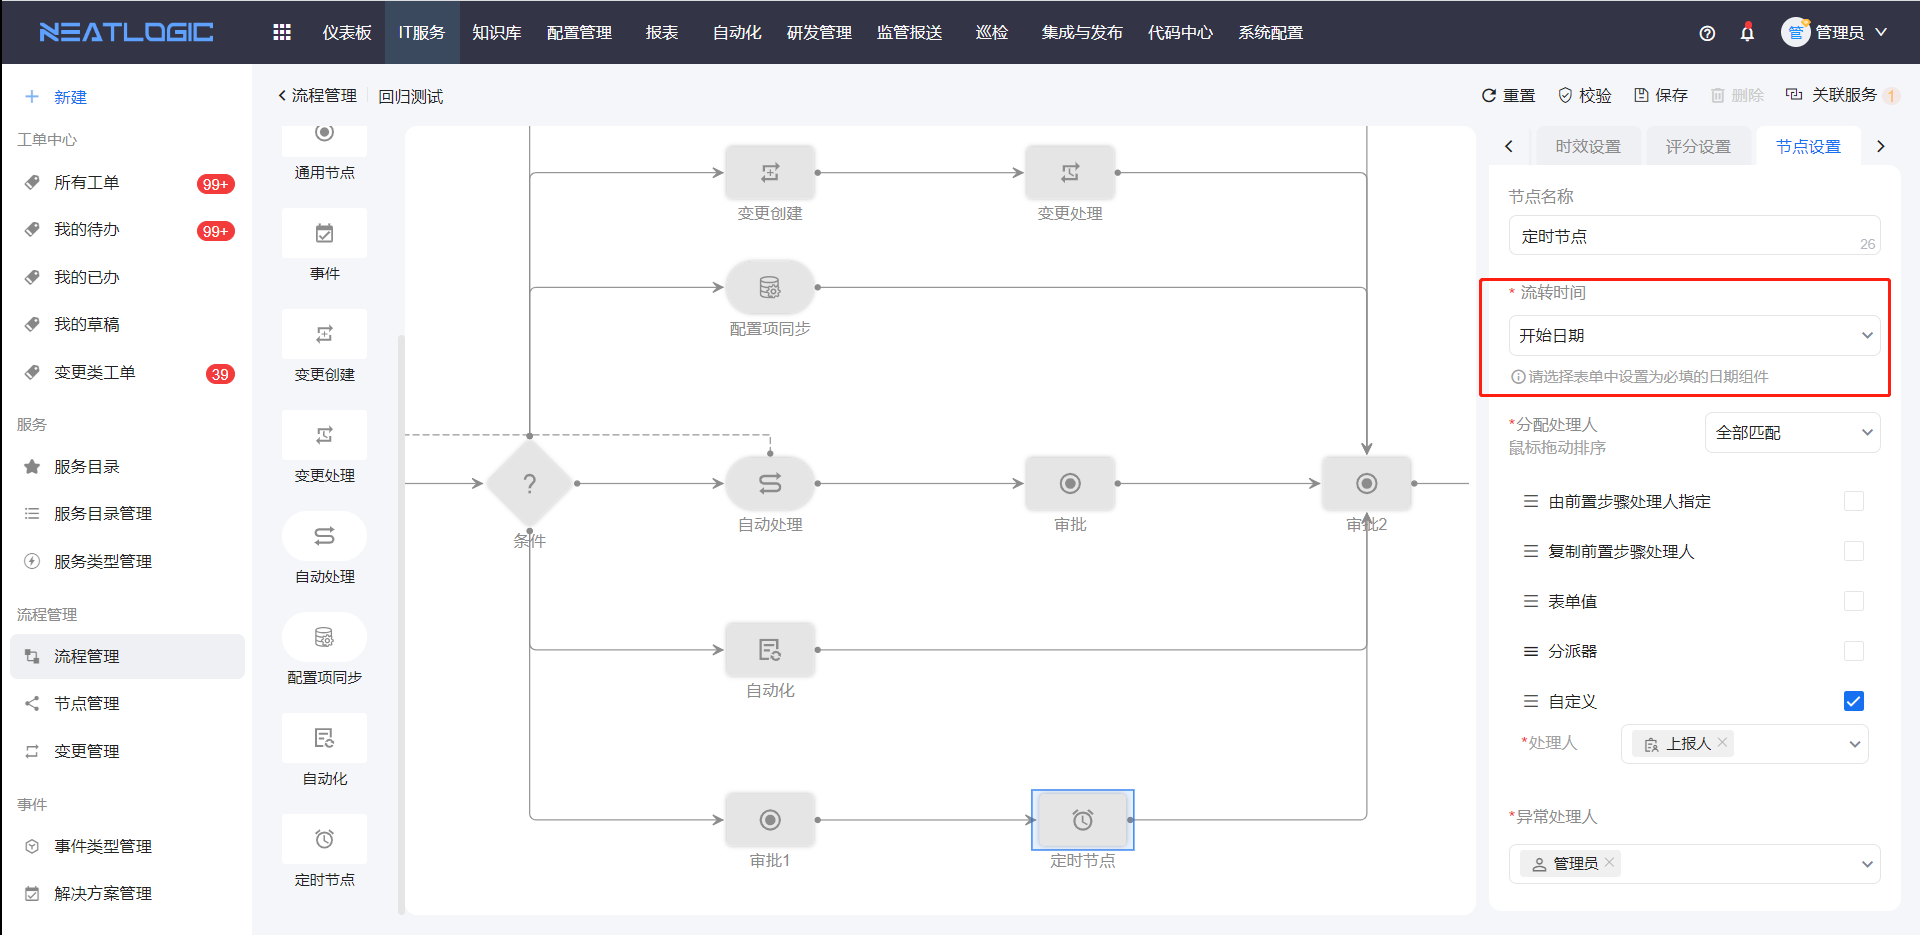 NEATLOGIC
仪表板
IT服务
知识库
配置管理
报表
自动化
研发管理
监管报送
巡检
集成与发布
代码中心
系统配置
管
管理员
新建
工单中心
所有工单
99+
我的待办
99+
我的已办
我的草稿
变更类工单
39
服务
服务目录
服务目录管理
服务类型管理
流程管理
流程管理
节点管理
变更管理
事件
事件类型管理
解决方案管理
流程管理
回归测试
重置
校验
保存
删除
关联服务
1
通用节点
事件
变更创建
变更处理
自动处理
配置项同步
自动化
定时节点
变更创建
变更处理
配置项同步
?
条件
自动处理
审批
审批2
自动化
审批1
定时节点
时效设置
评分设置
节点设置
节点名称
定时节点
26
* 流转时间
开始日期
请选择表单中设置为必填的日期组件
*分配处理人
鼠标拖动排序
全部匹配
由前置步骤处理人指定
复制前置步骤处理人
表单值
分派器
自定义
*处理人
上报人
*异常处理人
管理员